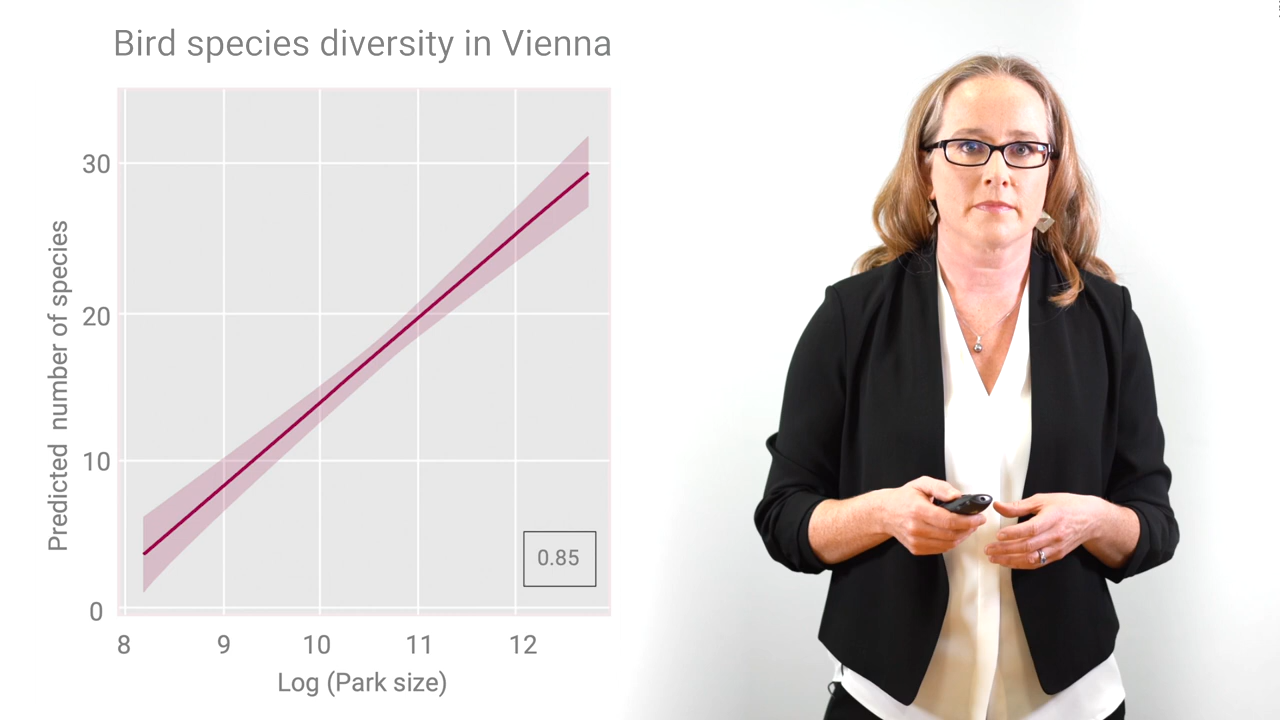 Bird species diversity in Vienna
30
20
10
0
Predicted number of species
0.85
8 9 10 11 12
Log (Park size)